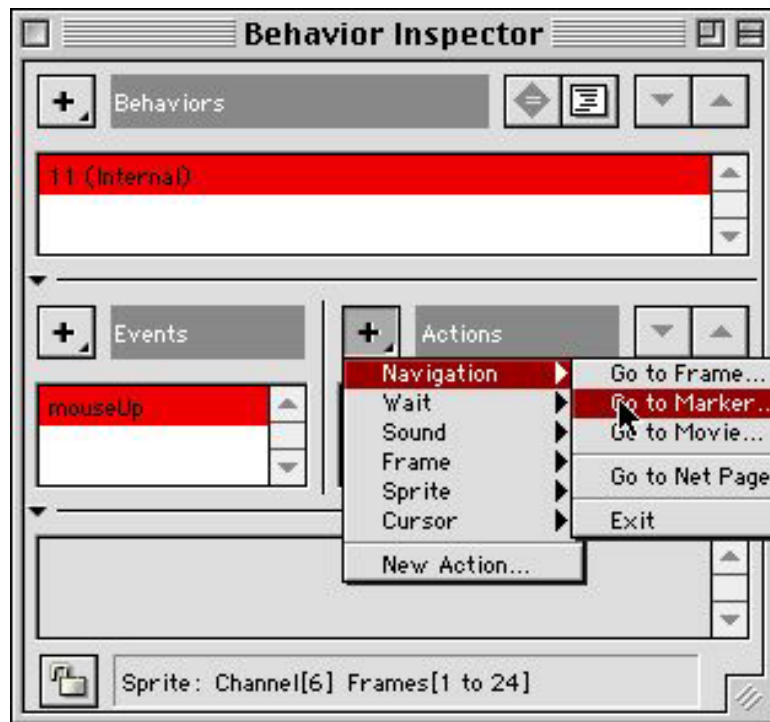 Behavior Inspector
Behaviors
11 (Internal)
Events
Actions
mouseUp
Navigation
Wait
Sound
Frame
Sprite
Cursor
New Action...
Go to Frame...
Go to Marker..
Go to Movie...
Go to Net Page
Exit
Sprite: Channel[6] Frames[1 to 24]